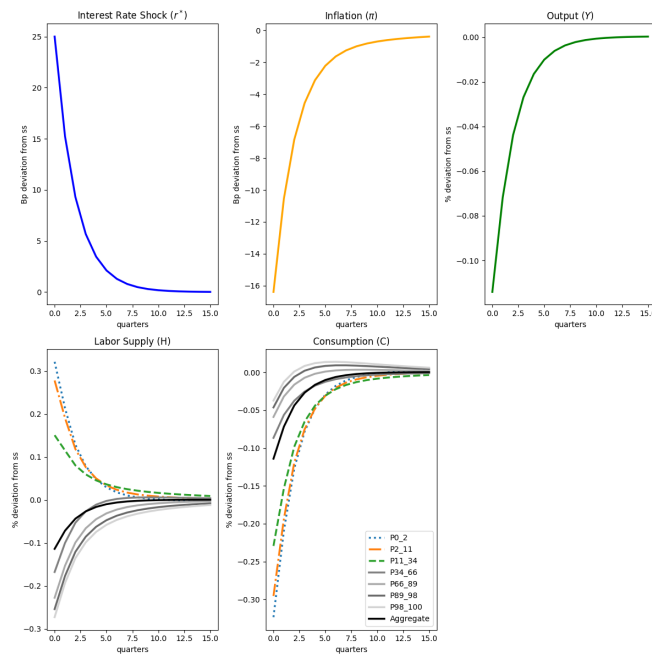 Interest Rate Shock (r*)
Bp deviation from ss
25
20
15
10
5
0
0.0 2.5 5.0 7.5 10.0 12.5 15.0
quarters
Inflation (π)
Bp deviation from ss
0
−2
−4
−6
−8
−10
−12
−14
−16
0.0 2.5 5.0 7.5 10.0 12.5 15.0
quarters
Output (Y)
% deviation from ss
0.00
−0.02
−0.04
−0.06
−0.08
−0.10
0.0 2.5 5.0 7.5 10.0 12.5 15.0
quarters
Labor Supply (H)
% deviation from ss
0.3
0.2
0.1
0.0
−0.1
−0.2
−0.3
0.0 2.5 5.0 7.5 10.0 12.5 15.0
quarters
Consumption (C)
% deviation from ss
0.00
−0.05
−0.10
−0.15
−0.20
−0.25
−0.30
0.0 2.5 5.0 7.5 10.0 12.5 15.0
quarters
P0_2
P2_11
P11_34
P34_66
P66_89
P89_98
P98_100
Aggregate